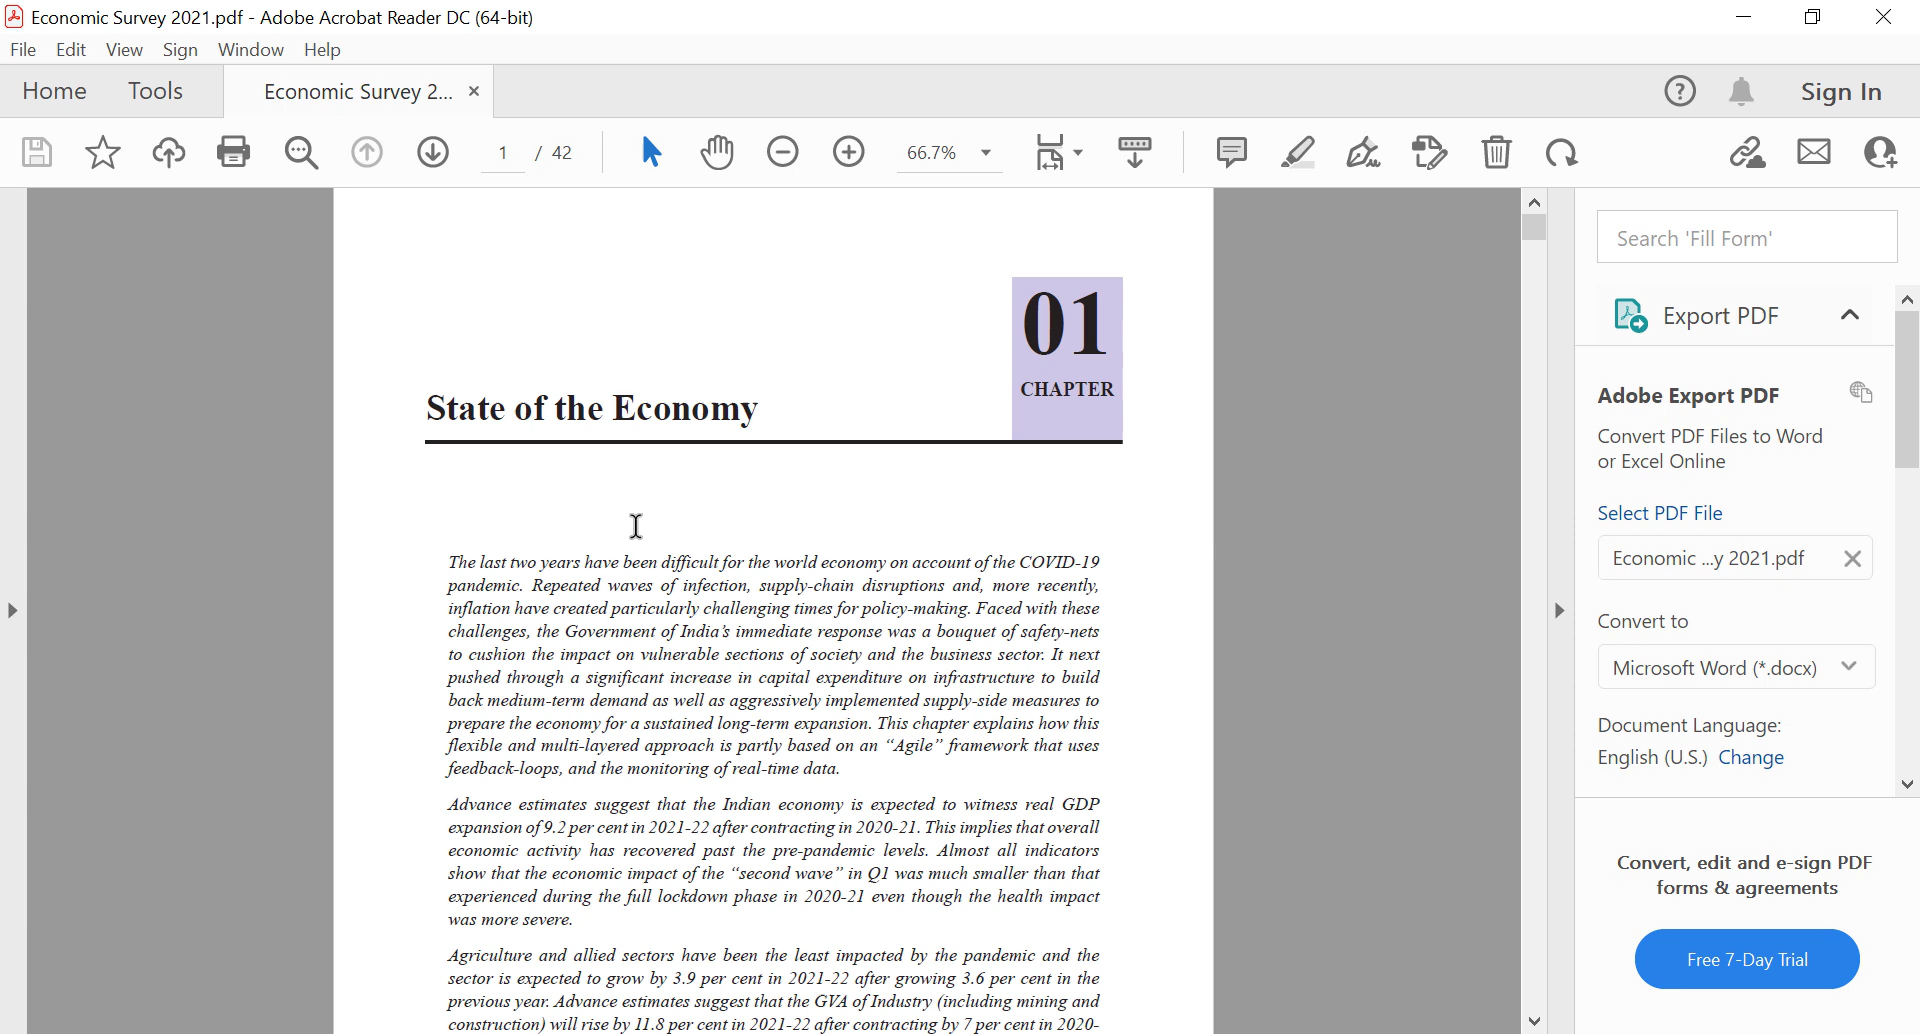 Economic Survey 2021.pdf - Adobe Acrobat Reader DC (64-bit)
File Edit View Sign Window Help
Home Tools Economic Survey 2... × Sign In
1 / 42 66.7%
01
CHAPTER
State of the Economy
The last two years have been difficult for the world economy on account of the COVID-19
pandemic. Repeated waves of infection, supply-chain disruptions and, more recently,
inflation have created particularly challenging times for policy-making. Faced with these
challenges, the Government of India's immediate response was a bouquet of safety-nets
to cushion the impact on vulnerable sections of society and the business sector. It next
pushed through a significant increase in capital expenditure on infrastructure to build
back medium-term demand as well as aggressively implemented supply-side measures to
prepare the economy for a sustained long-term expansion. This chapter explains how this
flexible and multi-layered approach is partly based on an “Agile” framework that uses
feedback-loops, and the monitoring of real-time data.
Advance estimates suggest that the Indian economy is expected to witness real GDP
expansion of 9.2 per cent in 2021-22 after contracting in 2020-21. This implies that overall
economic activity has recovered past the pre-pandemic levels. Almost all indicators
show that the economic impact of the “second wave” in Q1 was much smaller than that
experienced during the full lockdown phase in 2020-21 even though the health impact
was more severe.
Agriculture and allied sectors have been the least impacted by the pandemic and the
sector is expected to grow by 3.9 per cent in 2021-22 after growing 3.6 per cent in the
previous year. Advance estimates suggest that the GVA of Industry (including mining and
construction) will rise by 11.8 per cent in 2021-22 after contracting by 7 per cent in 2020-
Search 'Fill Form'
Export PDF
Adobe Export PDF
Convert PDF Files to Word
or Excel Online
Select PDF File
Economic ...y 2021.pdf
Convert to
Microsoft Word (*.docx)
Document Language:
English (U.S.) Change
Convert, edit and e-sign PDF
forms & agreements
Free 7-Day Trial